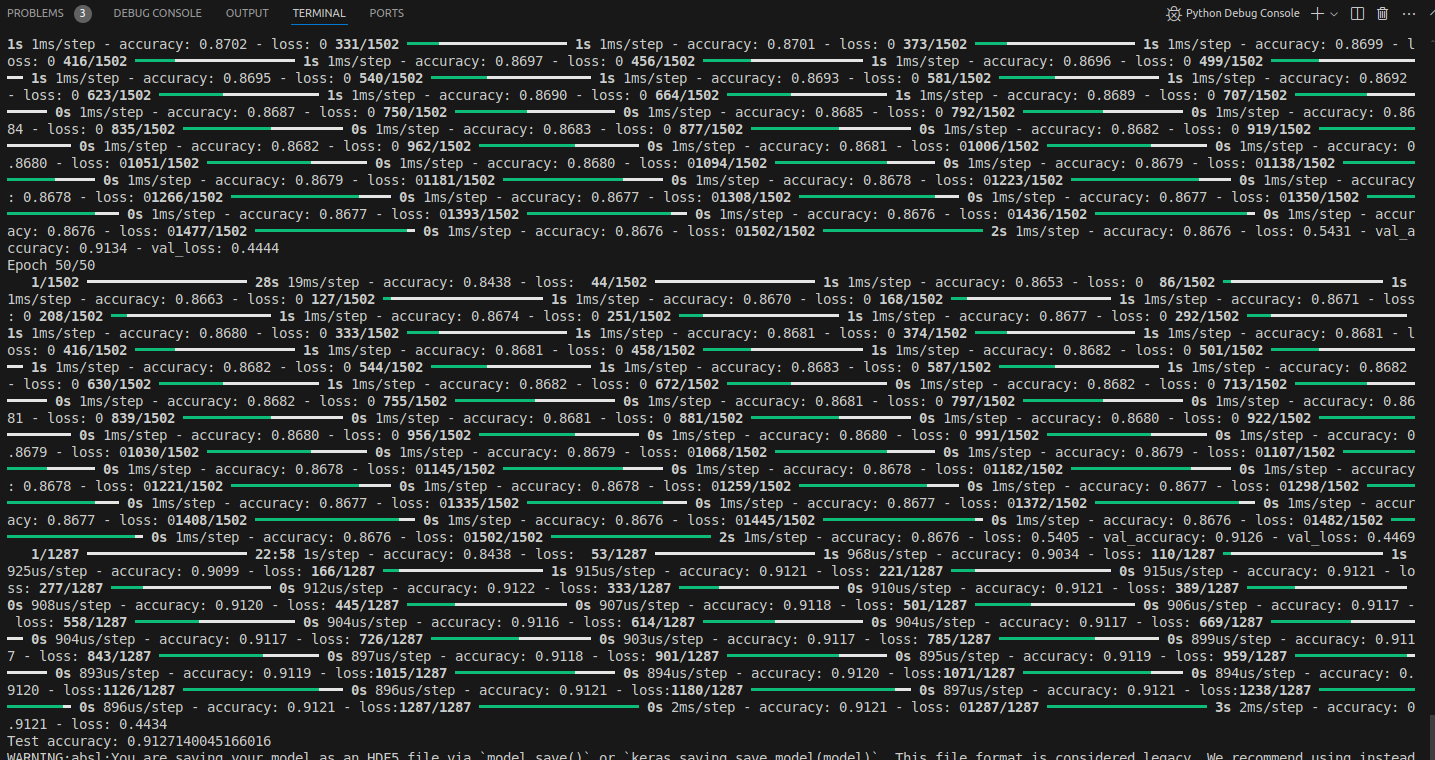 PROBLEMS 3 DEBUG CONSOLE OUTPUT TERMINAL PORTS Python Debug Console
1s 1ms/step - accuracy: 0.8702 - loss: 0 331/1502 1s 1ms/step - accuracy: 0.8701 - loss: 0 373/1502 1s 1ms/step - accuracy: 0.8699 - l
oss: 0 416/1502 1s 1ms/step - accuracy: 0.8697 - loss: 0 456/1502 1s 1ms/step - accuracy: 0.8696 - loss: 0 499/1502
1s 1ms/step - accuracy: 0.8695 - loss: 0 540/1502 1s 1ms/step - accuracy: 0.8693 - loss: 0 581/1502 1s 1ms/step - accuracy: 0.8692
- loss: 0 623/1502 1s 1ms/step - accuracy: 0.8690 - loss: 0 664/1502 1s 1ms/step - accuracy: 0.8689 - loss: 0 707/1502
0s 1ms/step - accuracy: 0.8687 - loss: 0 750/1502 0s 1ms/step - accuracy: 0.8685 - loss: 0 792/1502 0s 1ms/step - accuracy: 0.86
84 - loss: 0 835/1502 0s 1ms/step - accuracy: 0.8683 - loss: 0 877/1502 0s 1ms/step - accuracy: 0.8682 - loss: 0 919/1502
0s 1ms/step - accuracy: 0.8682 - loss: 0 962/1502 0s 1ms/step - accuracy: 0.8681 - loss: 01006/1502 0s 1ms/step - accuracy: 0
.8680 - loss: 01051/1502 0s 1ms/step - accuracy: 0.8680 - loss: 01094/1502 0s 1ms/step - accuracy: 0.8679 - loss: 01138/1502
0s 1ms/step - accuracy: 0.8679 - loss: 01181/1502 0s 1ms/step - accuracy: 0.8678 - loss: 01223/1502 0s 1ms/step - accuracy
: 0.8678 - loss: 01266/1502 0s 1ms/step - accuracy: 0.8677 - loss: 01308/1502 0s 1ms/step - accuracy: 0.8677 - loss: 01350/1502
0s 1ms/step - accuracy: 0.8677 - loss: 01393/1502 0s 1ms/step - accuracy: 0.8676 - loss: 01436/1502 0s 1ms/step - accur
acy: 0.8676 - loss: 01477/1502 0s 1ms/step - accuracy: 0.8676 - loss: 01502/1502 2s 1ms/step - accuracy: 0.8676 - loss: 0.5431 - val_a
ccuracy: 0.9134 - val_loss: 0.4444
Epoch 50/50
1/1502 28s 19ms/step - accuracy: 0.8438 - loss: 44/1502 1s 1ms/step - accuracy: 0.8653 - loss: 0 86/1502 1s
1ms/step - accuracy: 0.8663 - loss: 0 127/1502 1s 1ms/step - accuracy: 0.8670 - loss: 0 168/1502 1s 1ms/step - accuracy: 0.8671 - loss
: 0 208/1502 1s 1ms/step - accuracy: 0.8674 - loss: 0 251/1502 1s 1ms/step - accuracy: 0.8677 - loss: 0 292/1502
1s 1ms/step - accuracy: 0.8680 - loss: 0 333/1502 1s 1ms/step - accuracy: 0.8681 - loss: 0 374/1502 1s 1ms/step - accuracy: 0.8681 - l
oss: 0 416/1502 1s 1ms/step - accuracy: 0.8681 - loss: 0 458/1502 1s 1ms/step - accuracy: 0.8682 - loss: 0 501/1502
1s 1ms/step - accuracy: 0.8682 - loss: 0 544/1502 1s 1ms/step - accuracy: 0.8683 - loss: 0 587/1502 1s 1ms/step - accuracy: 0.8682
- loss: 0 630/1502 1s 1ms/step - accuracy: 0.8682 - loss: 0 672/1502 0s 1ms/step - accuracy: 0.8682 - loss: 0 713/1502
0s 1ms/step - accuracy: 0.8682 - loss: 0 755/1502 0s 1ms/step - accuracy: 0.8681 - loss: 0 797/1502 0s 1ms/step - accuracy: 0.86
81 - loss: 0 839/1502 0s 1ms/step - accuracy: 0.8681 - loss: 0 881/1502 0s 1ms/step - accuracy: 0.8680 - loss: 0 922/1502
0s 1ms/step - accuracy: 0.8680 - loss: 0 956/1502 0s 1ms/step - accuracy: 0.8680 - loss: 0 991/1502 0s 1ms/step - accuracy: 0
.8679 - loss: 01030/1502 0s 1ms/step - accuracy: 0.8679 - loss: 01068/1502 0s 1ms/step - accuracy: 0.8679 - loss: 01107/1502
0s 1ms/step - accuracy: 0.8678 - loss: 01145/1502 0s 1ms/step - accuracy: 0.8678 - loss: 01182/1502 0s 1ms/step - accuracy
: 0.8678 - loss: 01221/1502 0s 1ms/step - accuracy: 0.8678 - loss: 01259/1502 0s 1ms/step - accuracy: 0.8677 - loss: 01298/1502
0s 1ms/step - accuracy: 0.8677 - loss: 01335/1502 0s 1ms/step - accuracy: 0.8677 - loss: 01372/1502 0s 1ms/step - accur
acy: 0.8677 - loss: 01408/1502 0s 1ms/step - accuracy: 0.8676 - loss: 01445/1502 0s 1ms/step - accuracy: 0.8676 - loss: 01482/1502
0s 1ms/step - accuracy: 0.8676 - loss: 01502/1502 2s 1ms/step - accuracy: 0.8676 - loss: 0.5405 - val_accuracy: 0.9126 - val_loss: 0.4469
1/1287 22:58 1s/step - accuracy: 0.8438 - loss: 53/1287 1s 968us/step - accuracy: 0.9034 - loss: 110/1287 1s
925us/step - accuracy: 0.9099 - loss: 166/1287 1s 915us/step - accuracy: 0.9121 - loss: 221/1287 0s 915us/step - accuracy: 0.9121 - lo
ss: 277/1287 0s 912us/step - accuracy: 0.9122 - loss: 333/1287 0s 910us/step - accuracy: 0.9121 - loss: 389/1287
0s 908us/step - accuracy: 0.9120 - loss: 445/1287 0s 907us/step - accuracy: 0.9118 - loss: 501/1287 0s 906us/step - accuracy: 0.9117 -
loss: 558/1287 0s 904us/step - accuracy: 0.9116 - loss: 614/1287 0s 904us/step - accuracy: 0.9117 - loss: 669/1287
0s 904us/step - accuracy: 0.9117 - loss: 726/1287 0s 903us/step - accuracy: 0.9117 - loss: 785/1287 0s 899us/step - accuracy: 0.911
7 - loss: 843/1287 0s 897us/step - accuracy: 0.9118 - loss: 901/1287 0s 895us/step - accuracy: 0.9119 - loss: 959/1287
0s 893us/step - accuracy: 0.9119 - loss:1015/1287 0s 894us/step - accuracy: 0.9120 - loss:1071/1287 0s 894us/step - accuracy: 0.
9120 - loss:1126/1287 0s 896us/step - accuracy: 0.9121 - loss:1180/1287 0s 897us/step - accuracy: 0.9121 - loss:1238/1287
0s 896us/step - accuracy: 0.9121 - loss:1287/1287 0s 2ms/step - accuracy: 0.9121 - loss: 01287/1287 3s 2ms/step - accuracy: 0
.9121 - loss: 0.4434
Test accuracy: 0.9127140045166016
WARNING:absl:You are saving your model as an HDF5 file via `model.save()` or `keras.saving.save_model(model)`. This file format is considered legacy. We recommend using instead